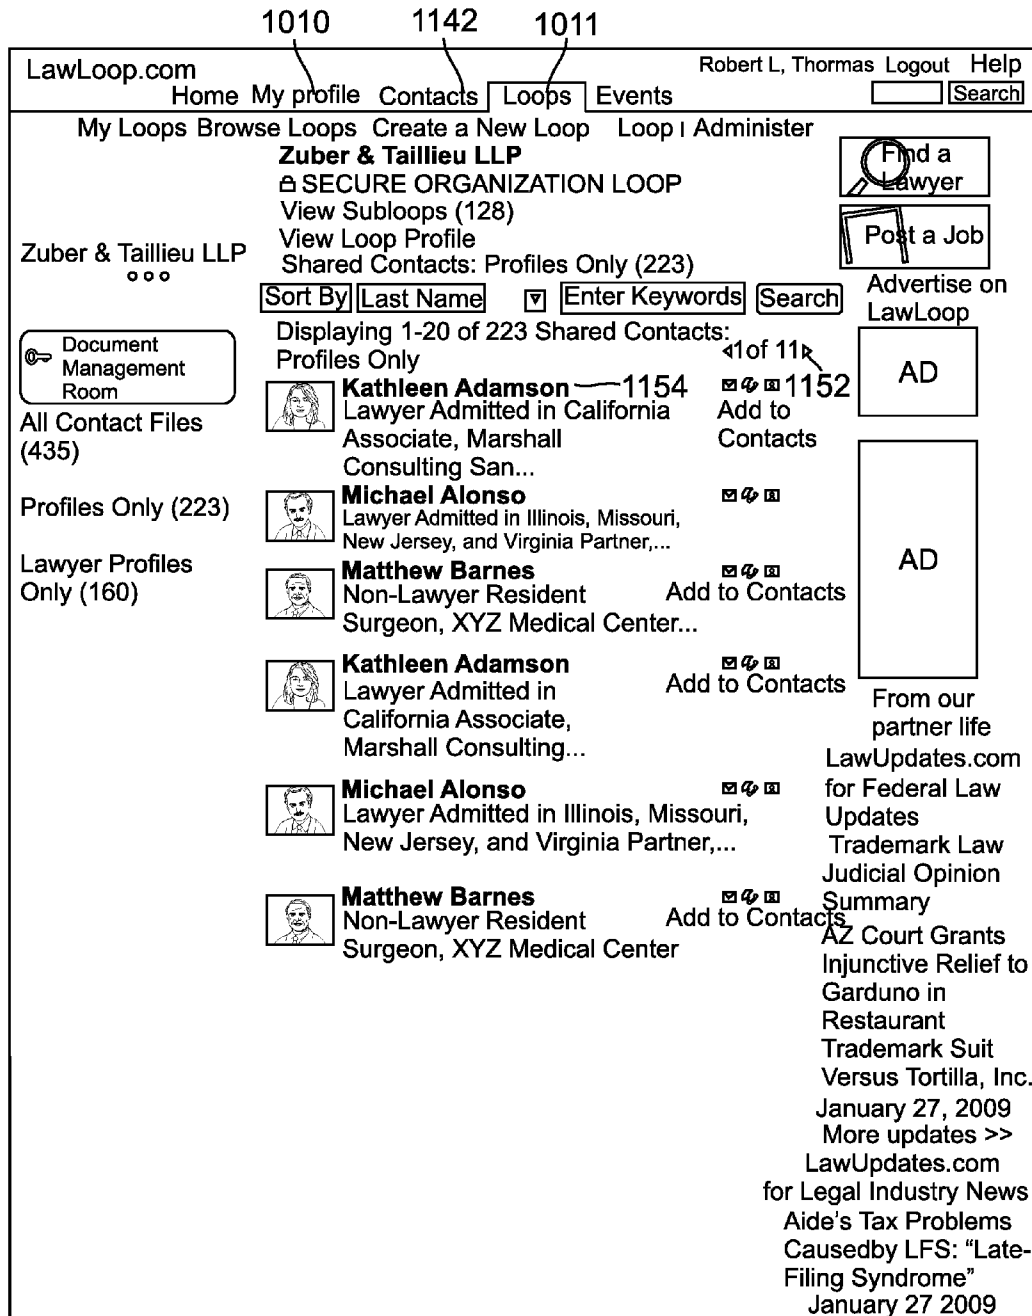 1010 1142 1011
LawLoop.com
Robert L, Thomas Logout Help
Home My profile Contacts Loops Events
Search
My Loops Browse Loops Create a New Loop Loop | Administer
Zuber & Taillieu LLP
SECURE ORGANIZATION LOOP
View Subloops (128)
View Loop Profile
Shared Contacts: Profiles Only (223)
Zuber & Taillieu LLP
Document
Management
Room
All Contact Files
(435)
Profiles Only (223)
Lawyer Profiles
Only (160)
Sort By Last Name Enter Keywords Search
Displaying 1-20 of 223 Shared Contacts:
Profiles Only
1 of 11
1152
Kathleen Adamson 1154
Lawyer Admitted in California
Associate, Marshall
Consulting San...
Add to
Contacts
Michael Alonso
Lawyer Admitted in Illinois, Missouri,
New Jersey, and Virginia Partner,...
Matthew Barnes
Non-Lawyer Resident
Surgeon, XYZ Medical Center...
Add to Contacts
Kathleen Adamson
Lawyer Admitted in
California Associate,
Marshall Consulting...
Add to Contacts
Michael Alonso
Lawyer Admitted in Illinois, Missouri,
New Jersey, and Virginia Partner,...
Matthew Barnes
Non-Lawyer Resident
Surgeon, XYZ Medical Center
Add to Contacts
Find a
Lawyer
Post a Job
Advertise on
LawLoop
AD
AD
From our
partner life
LawUpdates.com
for Federal Law
Updates
Trademark Law
Judicial Opinion
Summary
AZ Court Grants
Injunctive Relief to
Garduno in
Restaurant
Trademark Suit
Versus Tortilla, Inc.
January 27, 2009
More updates >>
LawUpdates.com
for Legal Industry News
Aide's Tax Problems
Causedby LFS: “Late-
Filing Syndrome”
January 27 2009